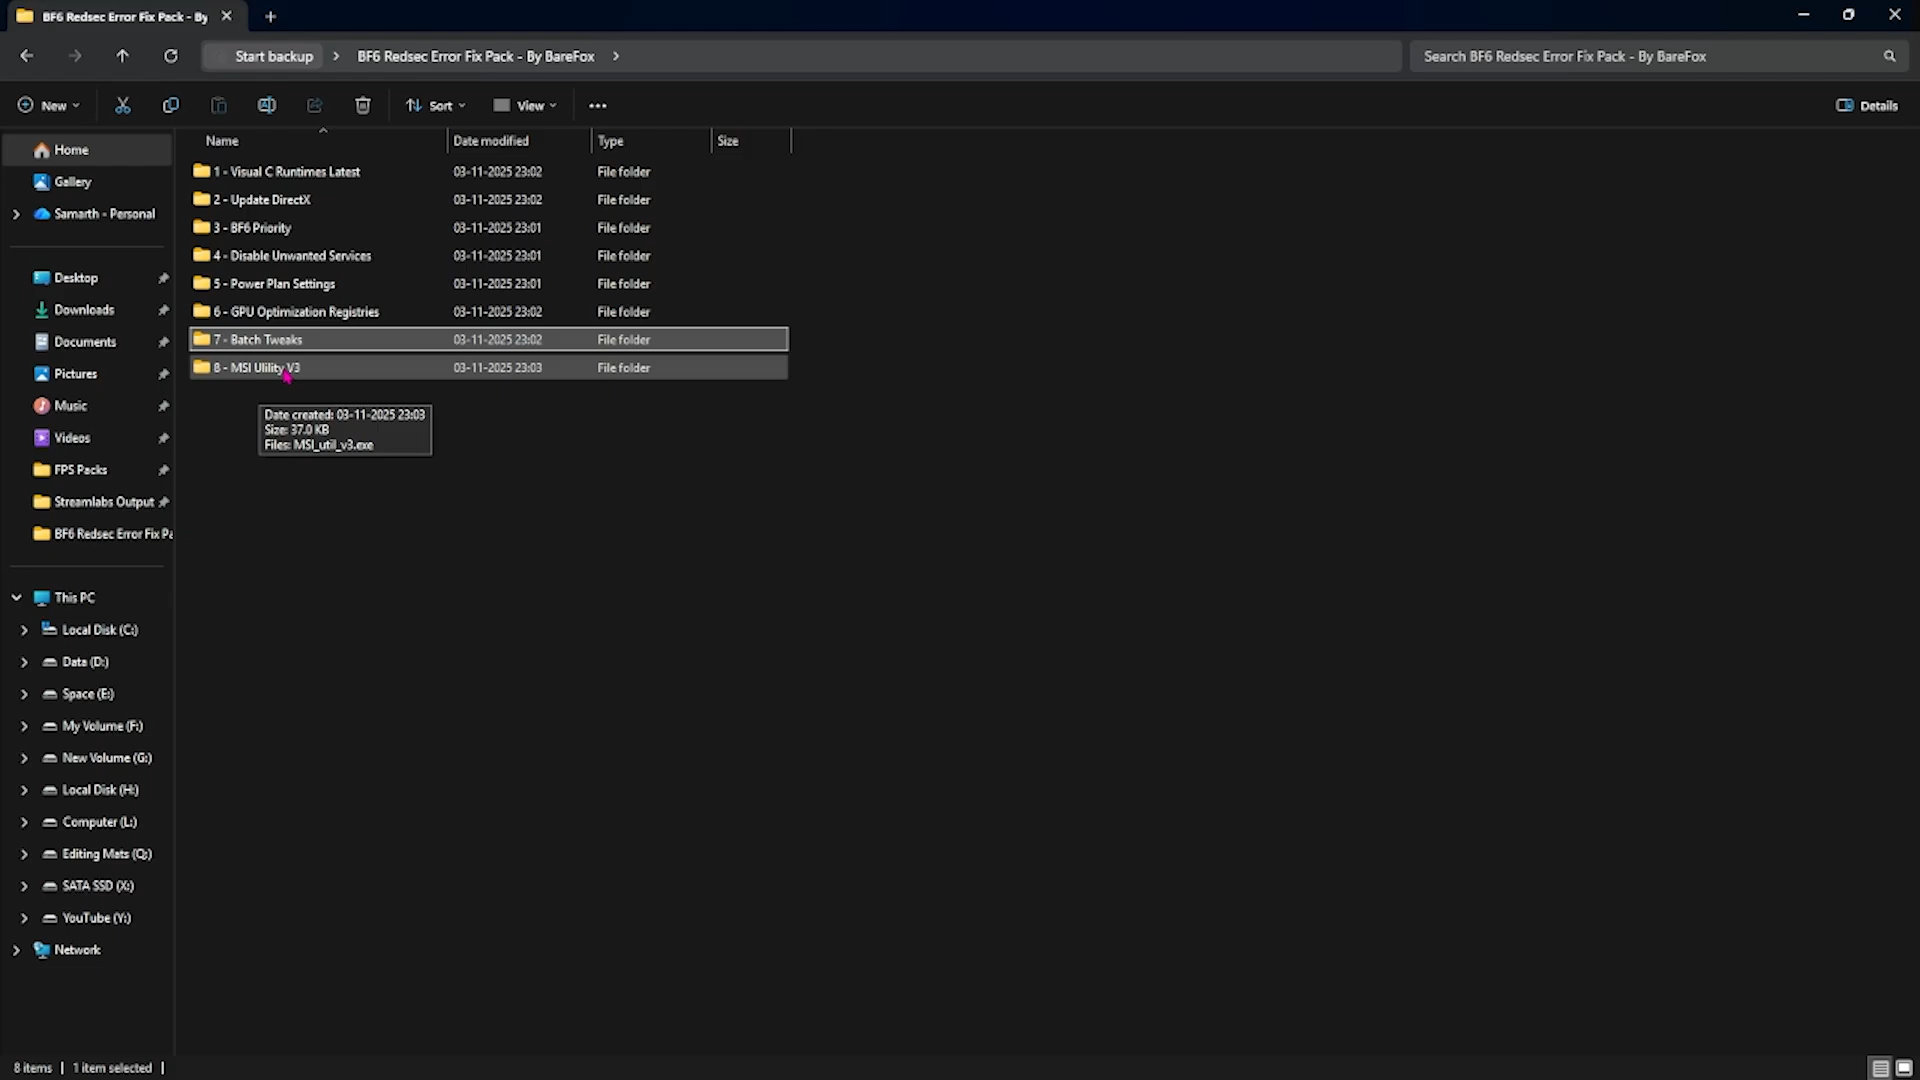 BF6 Redsec Error Fix Pack - By
Start backup > BF6 Redsec Error Fix Pack - By BareFox >
Search BF6 Redsec Error Fix Pack - By BareFox
New Sort View ... Details
Name Date modified Type Size
Home
Gallery
Samarth - Personal
Desktop
Downloads
Documents
Pictures
Music
Videos
FPS Packs
Streamlabs Output
BF6 Redsec Error Fix Pa
This PC
Local Disk (C:)
Data (D:)
Space (E:)
My Volume (F:)
New Volume (G:)
Local Disk (H:)
Computer (L:)
Editing Mats (Q:)
SATA SSD (X:)
YouTube (Y:)
Network
1 - Visual C Runtimes Latest 03-11-2025 23:02 File folder
2 - Update DirectX 03-11-2025 23:02 File folder
3 - BF6 Priority 03-11-2025 23:01 File folder
4 - Disable Unwanted Services 03-11-2025 23:01 File folder
5 - Power Plan Settings 03-11-2025 23:01 File folder
6 - GPU Optimization Registries 03-11-2025 23:02 File folder
7 - Batch Tweaks 03-11-2025 23:02 File folder
8 - MSI Ulility V3 03-11-2025 23:03 File folder
Date created: 03-11-2025 23:03
Size: 37.0 KB
Files: MSI_util_v3.exe
8 items | 1 item selected |